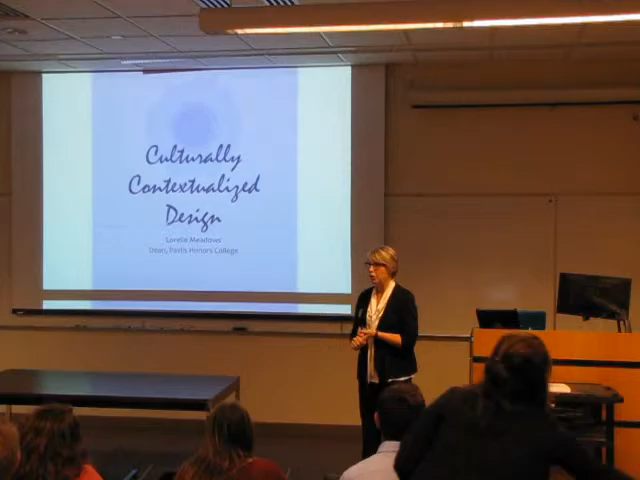 Culturally
Contextualized
Design
Lorelle Meadows
Dean, Pavlis Honors College